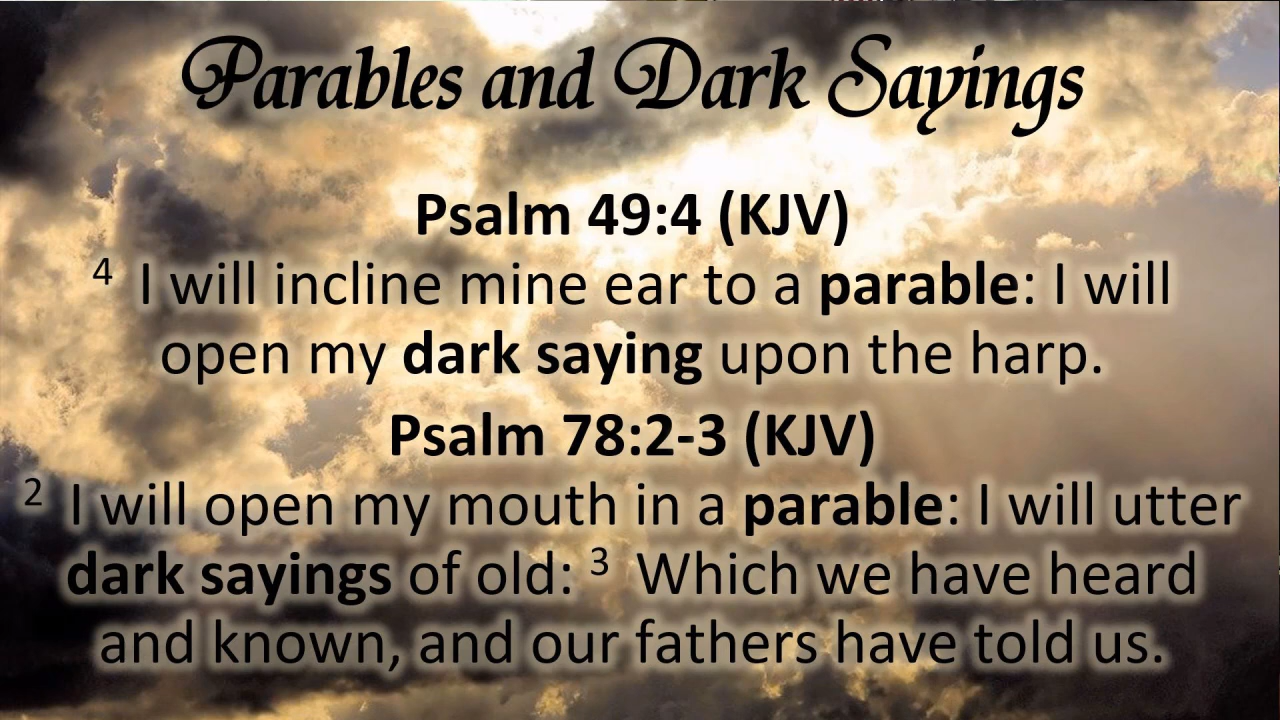 Parables and Dark Sayings
Psalm 49:4 (KJV)
4 I will incline mine ear to a parable: I will
open my dark saying upon the harp.
Psalm 78:2-3 (KJV)
2 I will open my mouth in a parable: I will utter
dark sayings of old: 3 Which we have heard
and known, and our fathers have told us.